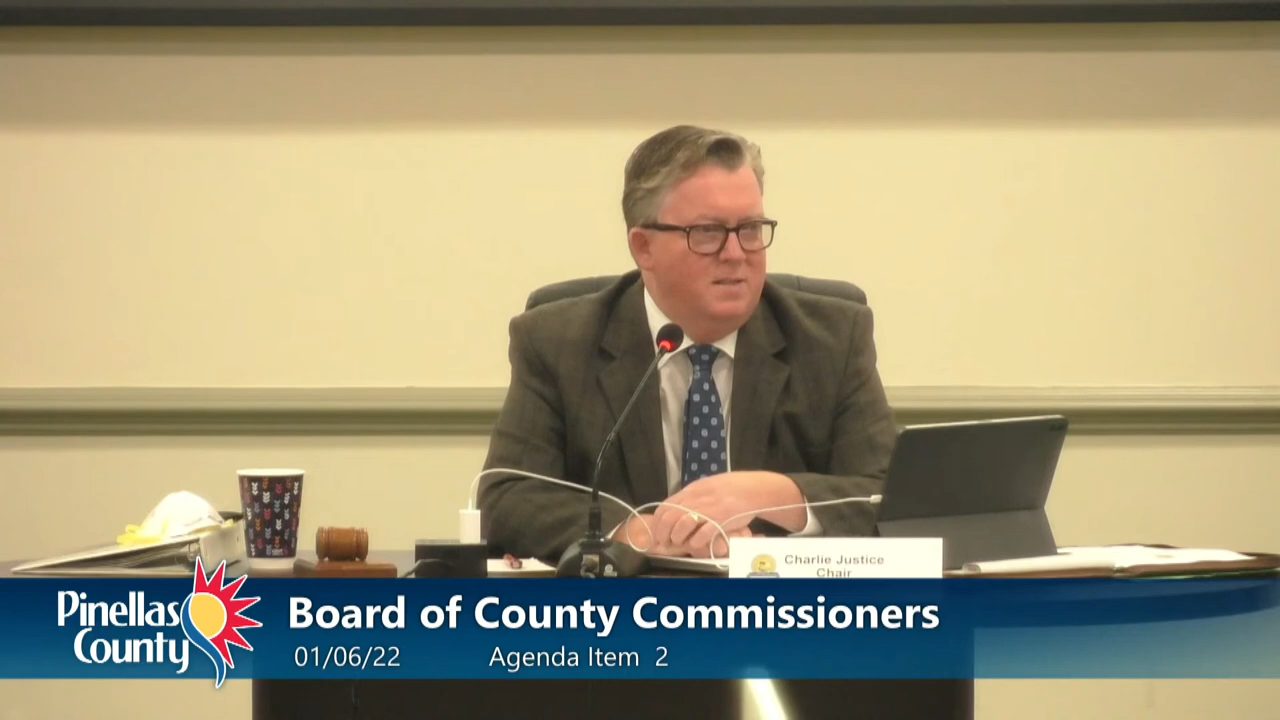 Charlie Justice
Chair
Pinellas
County
Board of County Commissioners
01/06/22 Agenda Item 2